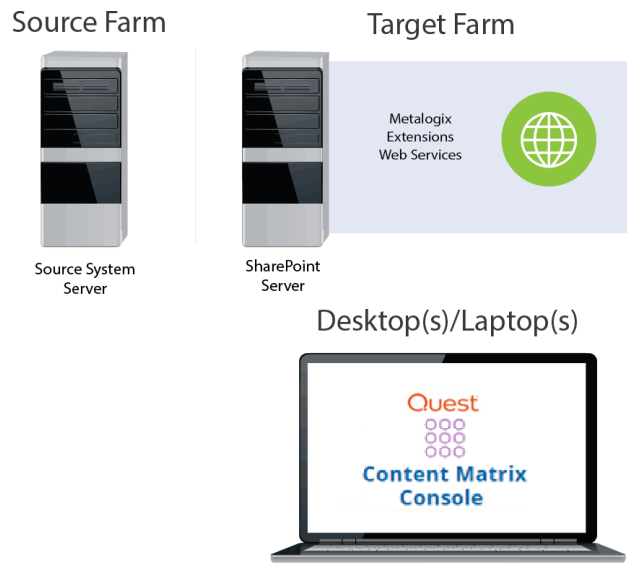 Source Farm
Target Farm
Metalogix
Extensions
Web Services
Source System
Server
SharePoint
Server
Desktop(s)/Laptop(s)
Quest
Content Matrix
Console